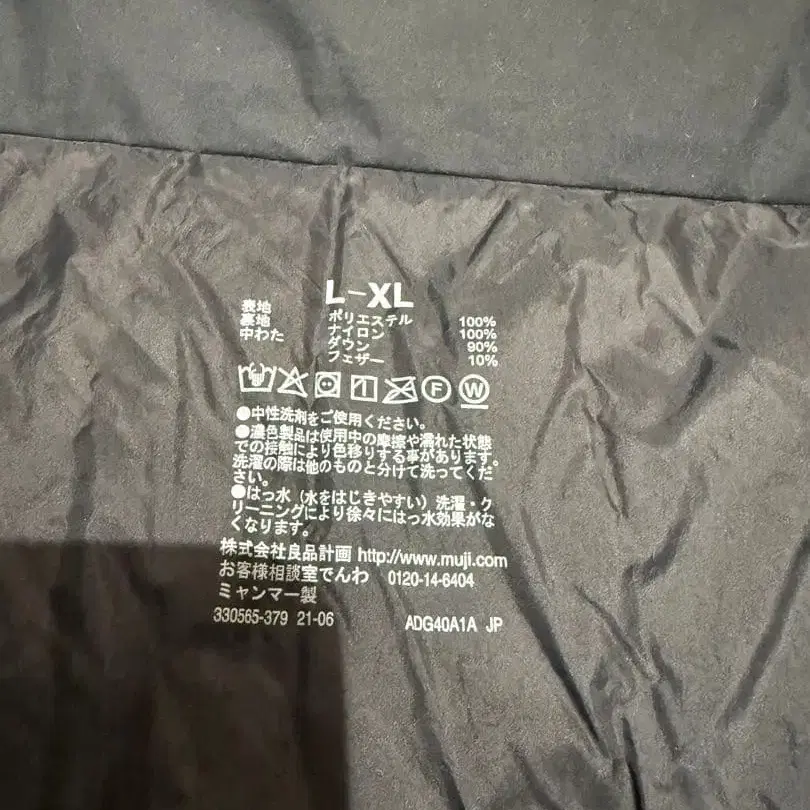 L-XL
表地 ポリエステル 100%
裏地 ナイロン 100%
中わた ダウン 90%
フェザー 10%
F W
●中性洗剤をご使用ください。
●濃色製品は使用中の摩擦や濡れた状態
での接触により色移りする事があります。
洗濯の際は他のものと分けて洗ってくだ
さい。
●はっ水（水をはじきやすい）洗濯・ク
リーニングにより徐々にはっ水効果がな
くなります。
株式会社良品計画 http://www.muji.com
お客様相談室でんわ 0120-14-6404
ミャンマー製
330565-379 21-06 ADG40A1A JP